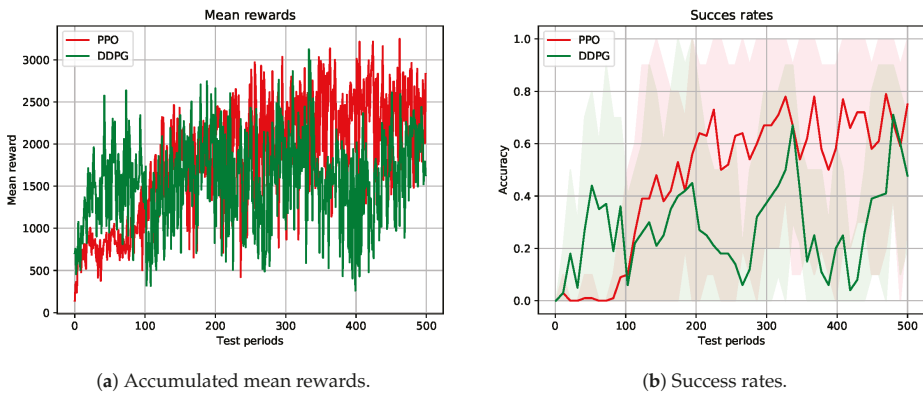 Mean rewards
PPO
DDPG
3000
2500
2000
1500
1000
500
0
Mean reward
0 100 200 300 400 500
Test periods
(a) Accumulated mean rewards.
Succes rates
PPO
DDPG
1.0
0.8
0.6
0.4
0.2
0.0
Accuracy
0 100 200 300 400 500
Test periods
(b) Success rates.